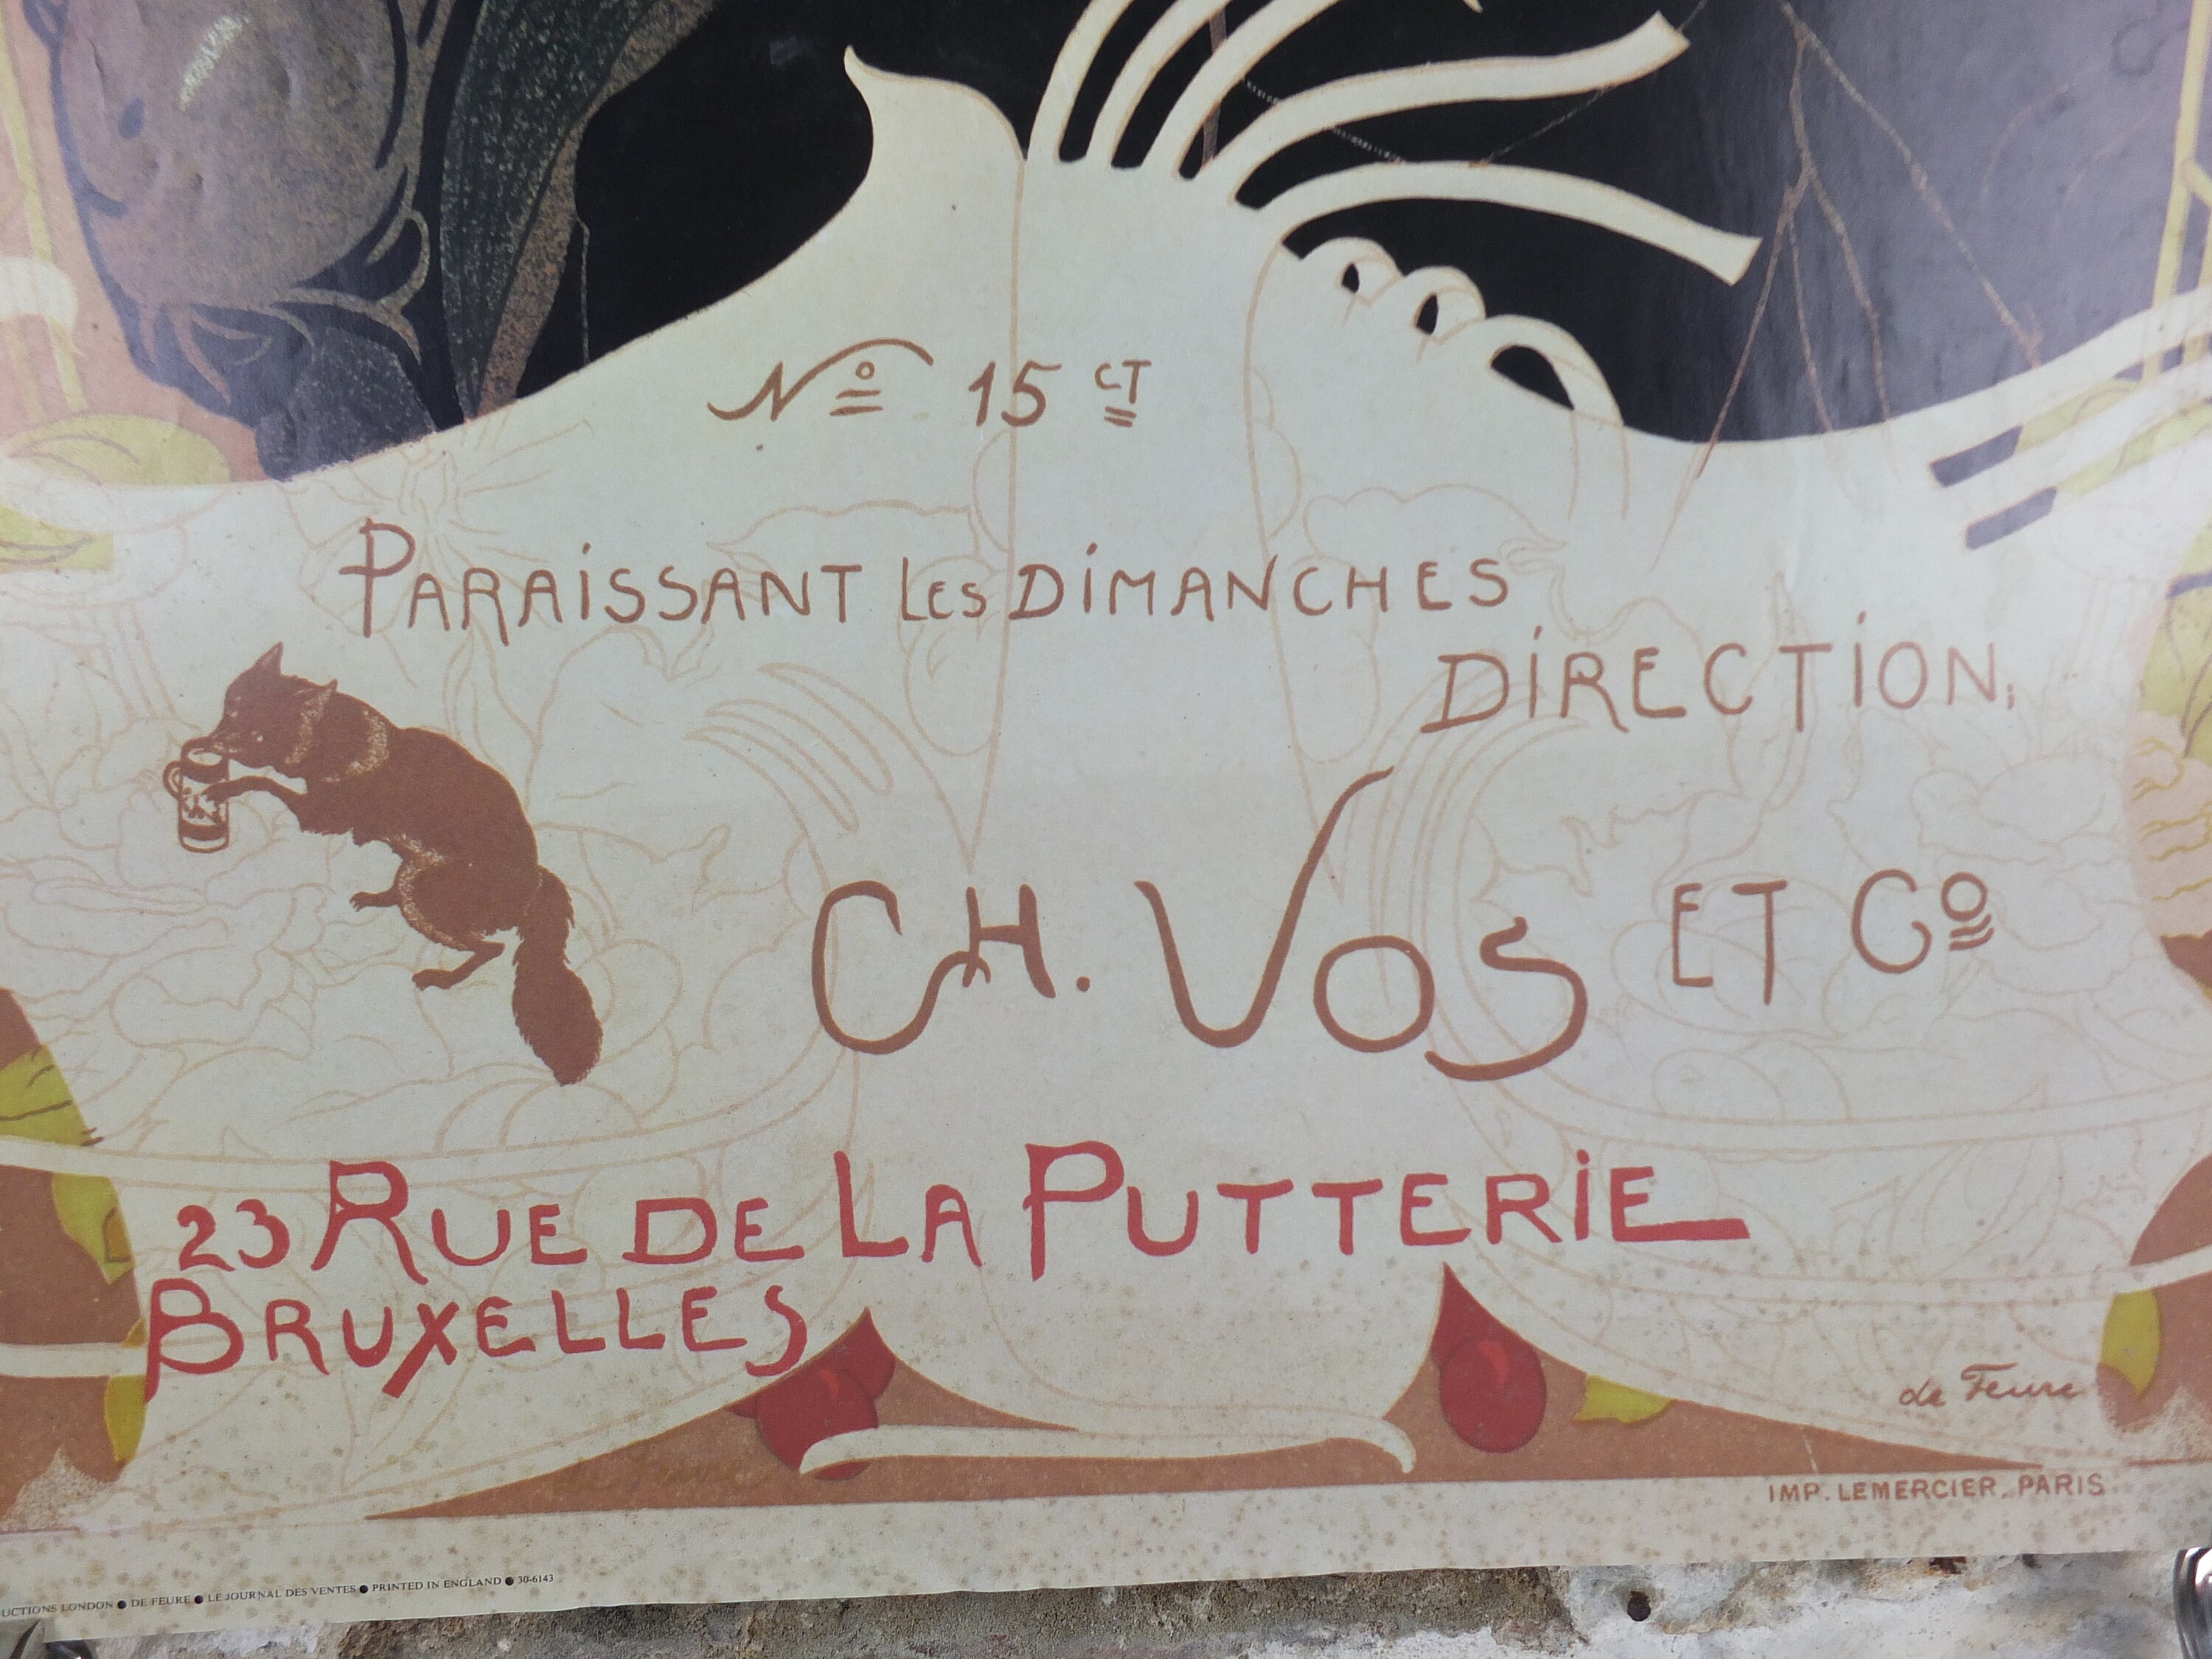 Nº 15 CT
PARAISSANT LES DIMANCHES
DIRECTION,
CH. VOS ET Cº
23 RUE DE LA PUTTERIE
BRUXELLES
de Feure
IMP. LEMERCIER, PARIS
LONDON ● DE FEURE ● LE JOURNAL DES VENTES ● PRINTED IN ENGLAND ● 30-6143